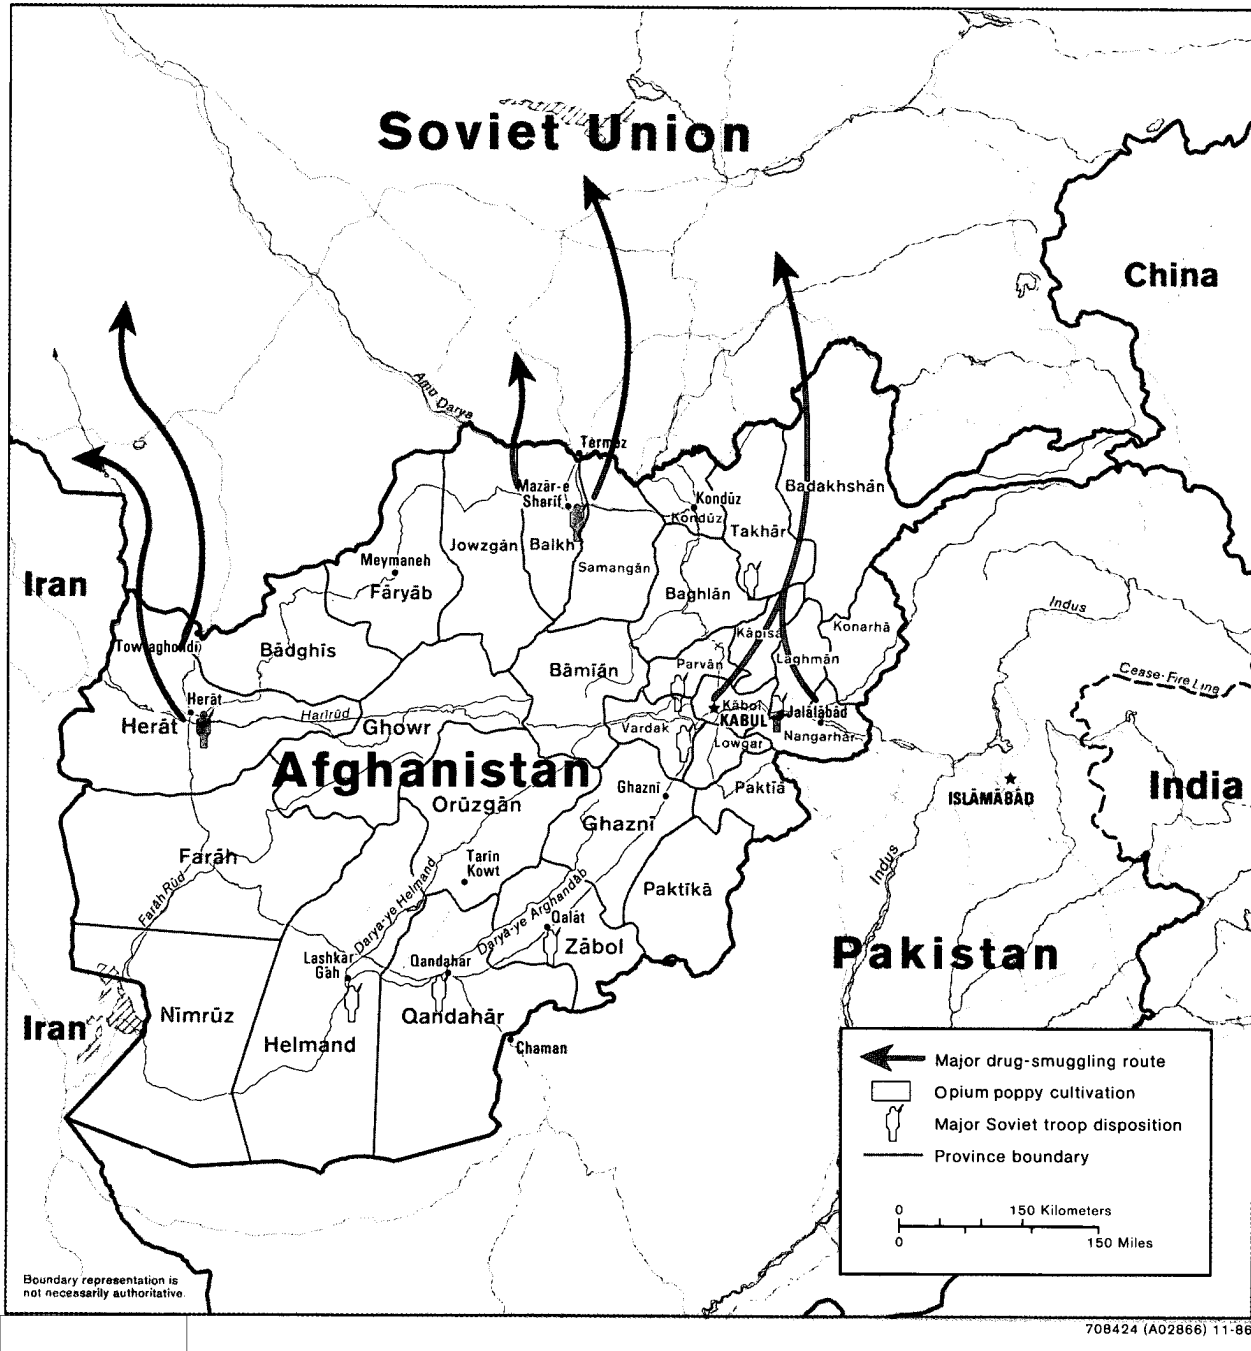 Soviet Union
China
Amu Darya
Termez
Mazār-e
Sharīf
Kondūz
Kondūz
Badakhshān
Takhār
Jowzgān
Balkh
Samangān
Meymaneh
Fāryāb
Iran
Baghlān
Indus
Konarhā
Kāpīsā
Towraghondī
Bādghīs
Bāmīān
Parvān
Laghmān
Cease-Fire Line
Herāt
Herāt
Harīrūd
Ghowr
Vardak
Kābol
KABUL
Jalālābād
Nangarhār
Lowgar
Afghanistan
Orūzgān
Ghaznī
Ghaznī
Paktīā
ISLĀMĀBĀD
India
Farāh
Farāh Rūd
Tarīn
Kowt
Daryā-ye Helmand
Daryā-ye Arghandāb
Paktīkā
Indus
Qalāt
Zābol
Pakistan
Lashkar
Gāh
Qandahār
Iran
Nīmrūz
Helmand
Qandahār
Chaman
Major drug-smuggling route
Opium poppy cultivation
Major Soviet troop disposition
Province boundary
0 150 Kilometers
0 150 Miles
Boundary representation is
not necessarily authoritative.
708424 (A02866) 11-86